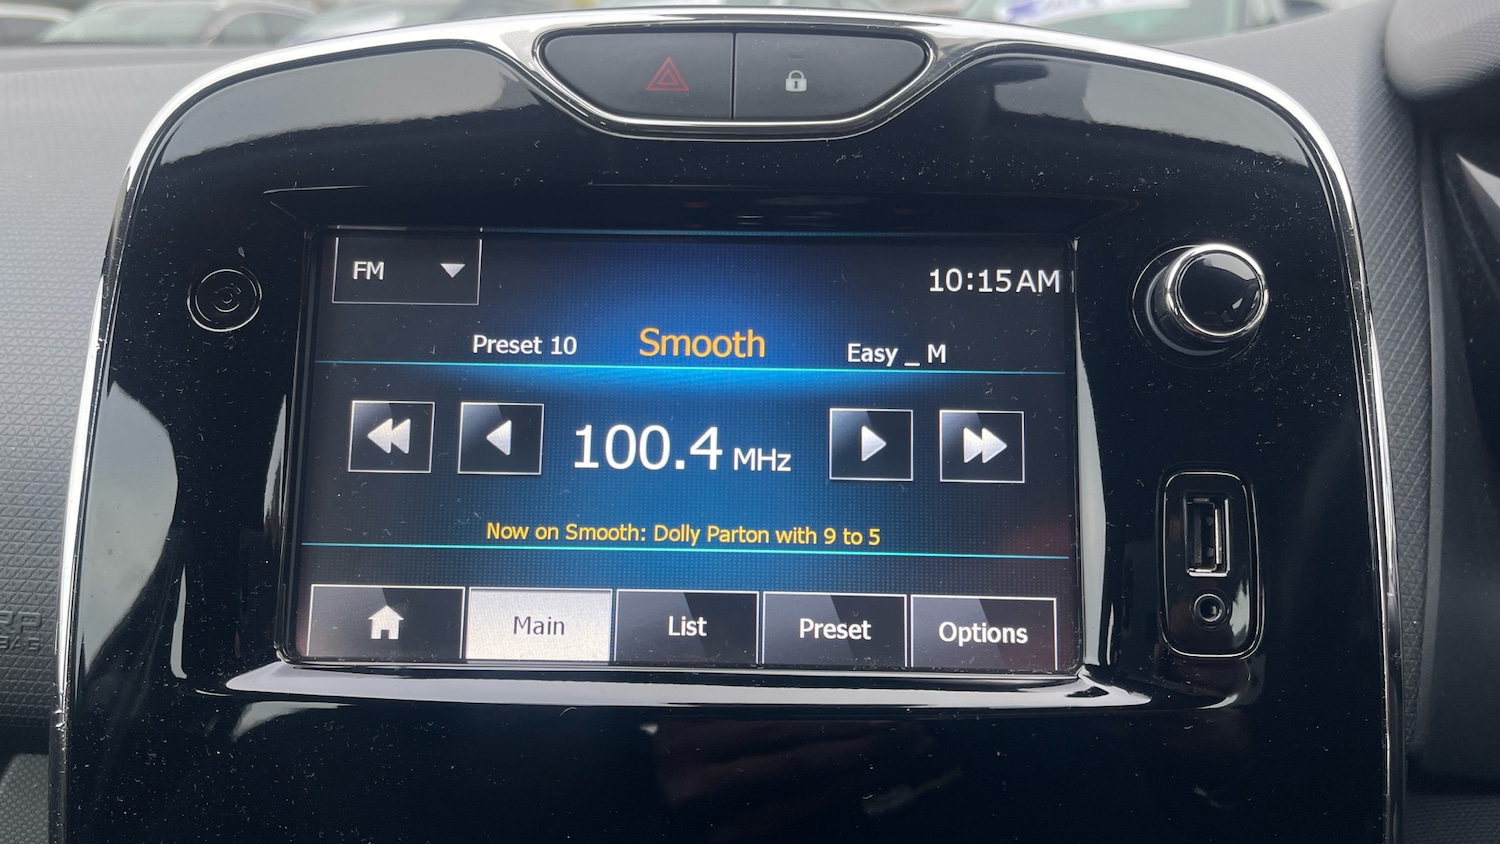 FM
10:15AM
Preset 10
Smooth
Easy _ M
100.4 MHz
Now on Smooth: Dolly Parton with 9 to 5
Main
List
Preset
Options